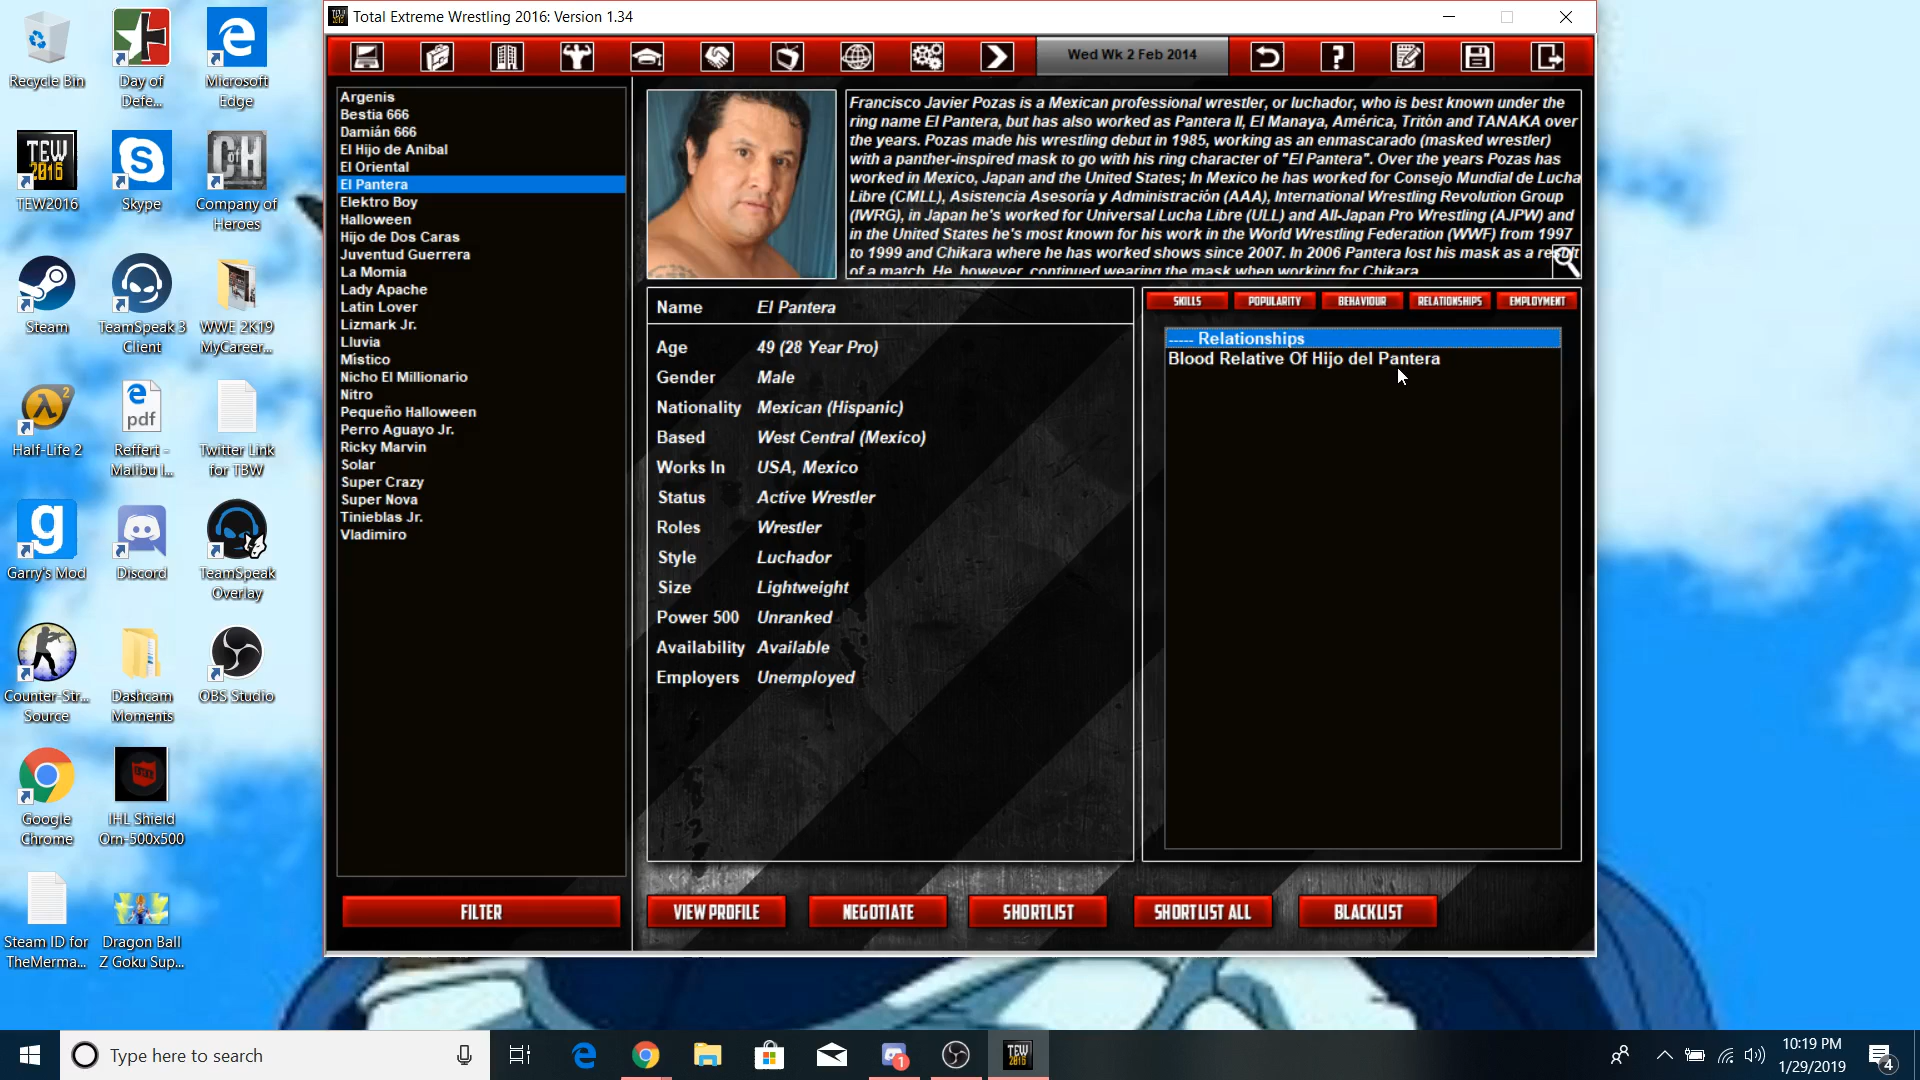 Total Extreme Wrestling 2016: Version 1.34
Wed Wk 2 Feb 2014
Recycle Bin
Day of
Defe...
Microsoft
Edge
TEW2016
Skype
Company of
Heroes
Steam
TeamSpeak 3
Client
WWE 2K19
MyCareer...
Half-Life 2
Reffert -
Malibu I...
Twitter Link
for TBW
Garry's Mod
Discord
TeamSpeak
Overlay
Counter-Str...
Source
Dashcam
Moments
OBS Studio
Google
Chrome
IHL Shield
Orn-500x500
Steam ID for
TheMerma...
Dragon Ball
Z Goku Sup...
Argenis
Bestia 666
Damián 666
El Hijo de Anibal
El Oriental
El Pantera
Elektro Boy
Halloween
Hijo de Dos Caras
Juventud Guerrera
La Momia
Lady Apache
Latin Lover
Lizmark Jr.
Lluvia
Místico
Nicho El Millionario
Nitro
Pequeño Halloween
Perro Aguayo Jr.
Ricky Marvin
Solar
Super Crazy
Super Nova
Tinieblas Jr.
Vladimiro
FILTER
Francisco Javier Pozas is a Mexican professional wrestler, or luchador, who is best known under the
ring name El Pantera, but has also worked as Pantera II, El Manaya, América, Tritón and TANAKA over
the years. Pozas made his wrestling debut in 1985, working as an enmascarado (masked wrestler)
with a panther-inspired mask to go with his ring character of "El Pantera". Over the years Pozas has
worked in Mexico, Japan and the United States; In Mexico he has worked for Consejo Mundial de Lucha
Libre (CMLL), Asistencia Asesoría y Administración (AAA), International Wrestling Revolution Group
(IWRG), in Japan he's worked for Universal Lucha Libre (ULL) and All-Japan Pro Wrestling (AJPW) and
in the United States he's most known for his work in the World Wrestling Federation (WWF) from 1997
to 1999 and Chikara where he has worked shows since 2007. In 2006 Pantera lost his mask as a result
of a match. He, however, continued wearing the mask when working for Chikara.
Name El Pantera
Age 49 (28 Year Pro)
Gender Male
Nationality Mexican (Hispanic)
Based West Central (Mexico)
Works In USA, Mexico
Status Active Wrestler
Roles Wrestler
Style Luchador
Size Lightweight
Power 500 Unranked
Availability Available
Employers Unemployed
SKILLS POPULARITY BEHAVIOUR RELATIONSHIPS EMPLOYMENT
----- Relationships
Blood Relative Of Hijo del Pantera
VIEW PROFILE NEGOTIATE SHORTLIST SHORTLIST ALL BLACKLIST
Type here to search
10:19 PM
1/29/2019